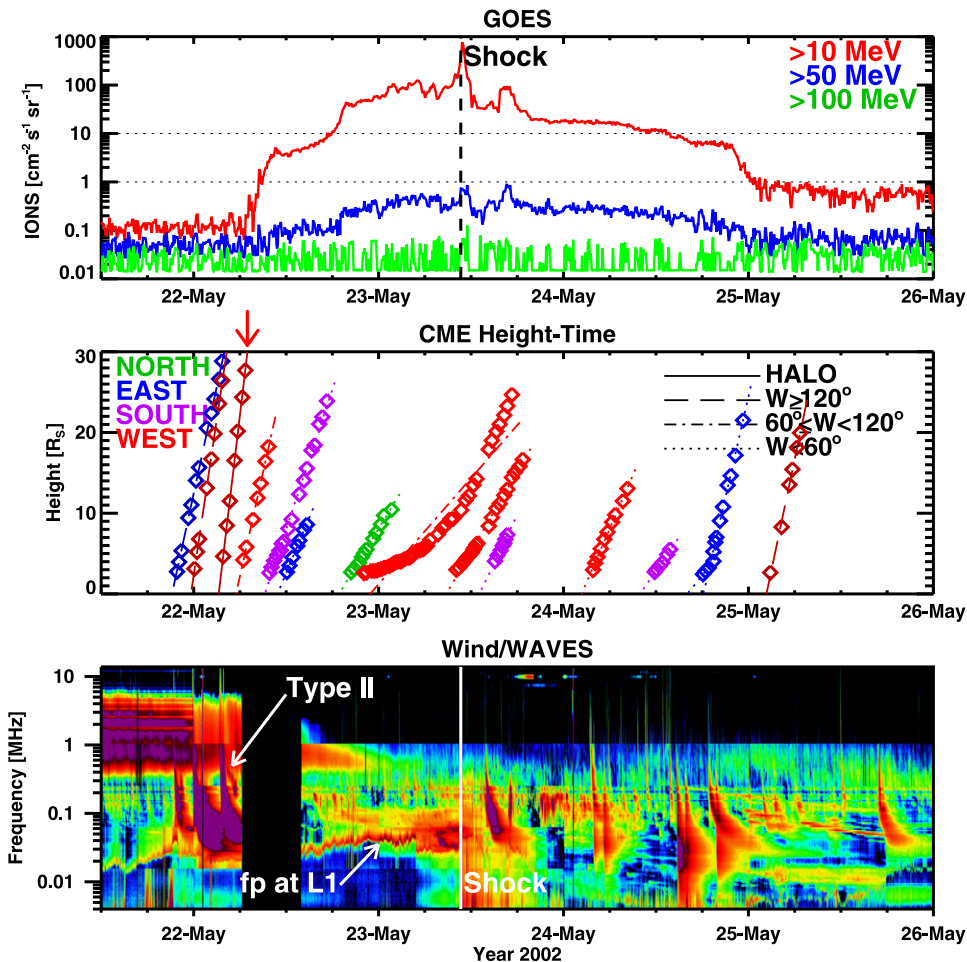 GOES
1000
100
10
1
0.1
0.01
IONS [cm⁻² s⁻¹ sr⁻¹]
Shock
>10 MeV
>50 MeV
>100 MeV
22-May
23-May
24-May
25-May
26-May
CME Height-Time
30
20
10
0
Height [Rₛ]
NORTH
EAST
SOUTH
WEST
HALO
W≥120°
60°<W<120°
W<60°
22-May
23-May
24-May
25-May
26-May
Wind/WAVES
10
1
0.1
0.01
Frequency [MHz]
Type II
fp at L1
Shock
22-May
23-May
24-May
25-May
26-May
Year 2002